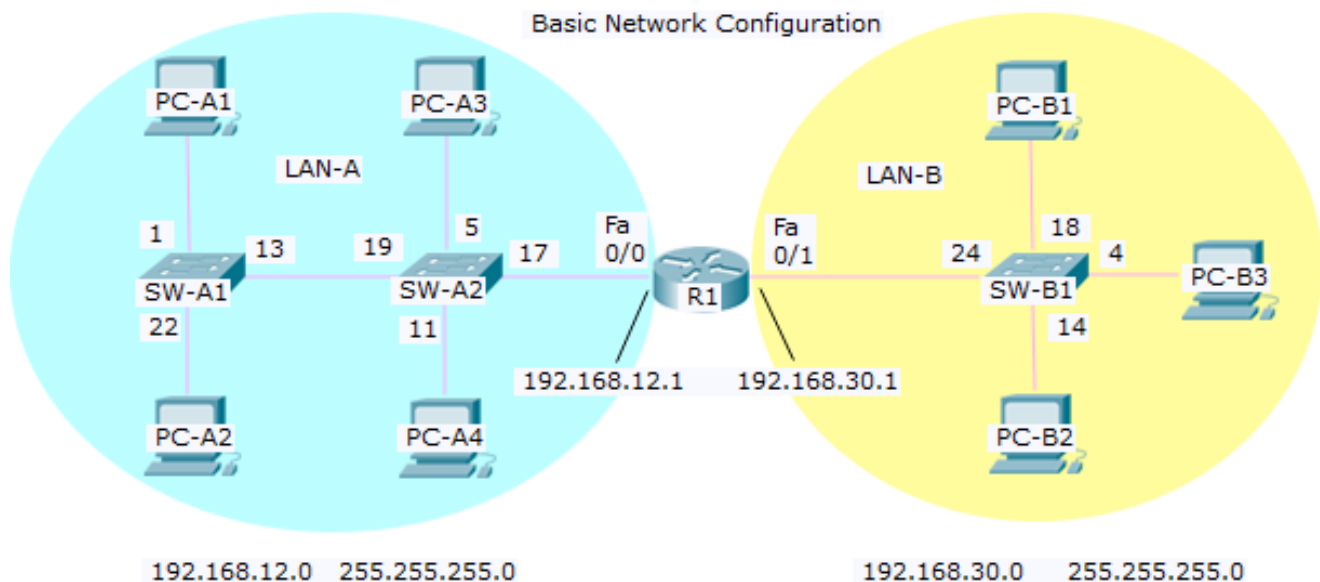 Basic Network Configuration
PC-A1
PC-A3
PC-B1
LAN-A
LAN-B
1
13
19
5
17
Fa
0/0
Fa
0/1
24
18
4
SW-A1
SW-A2
R1
SW-B1
PC-B3
22
11
14
192.168.12.1
192.168.30.1
PC-A2
PC-A4
PC-B2
192.168.12.0 255.255.255.0
192.168.30.0 255.255.255.0